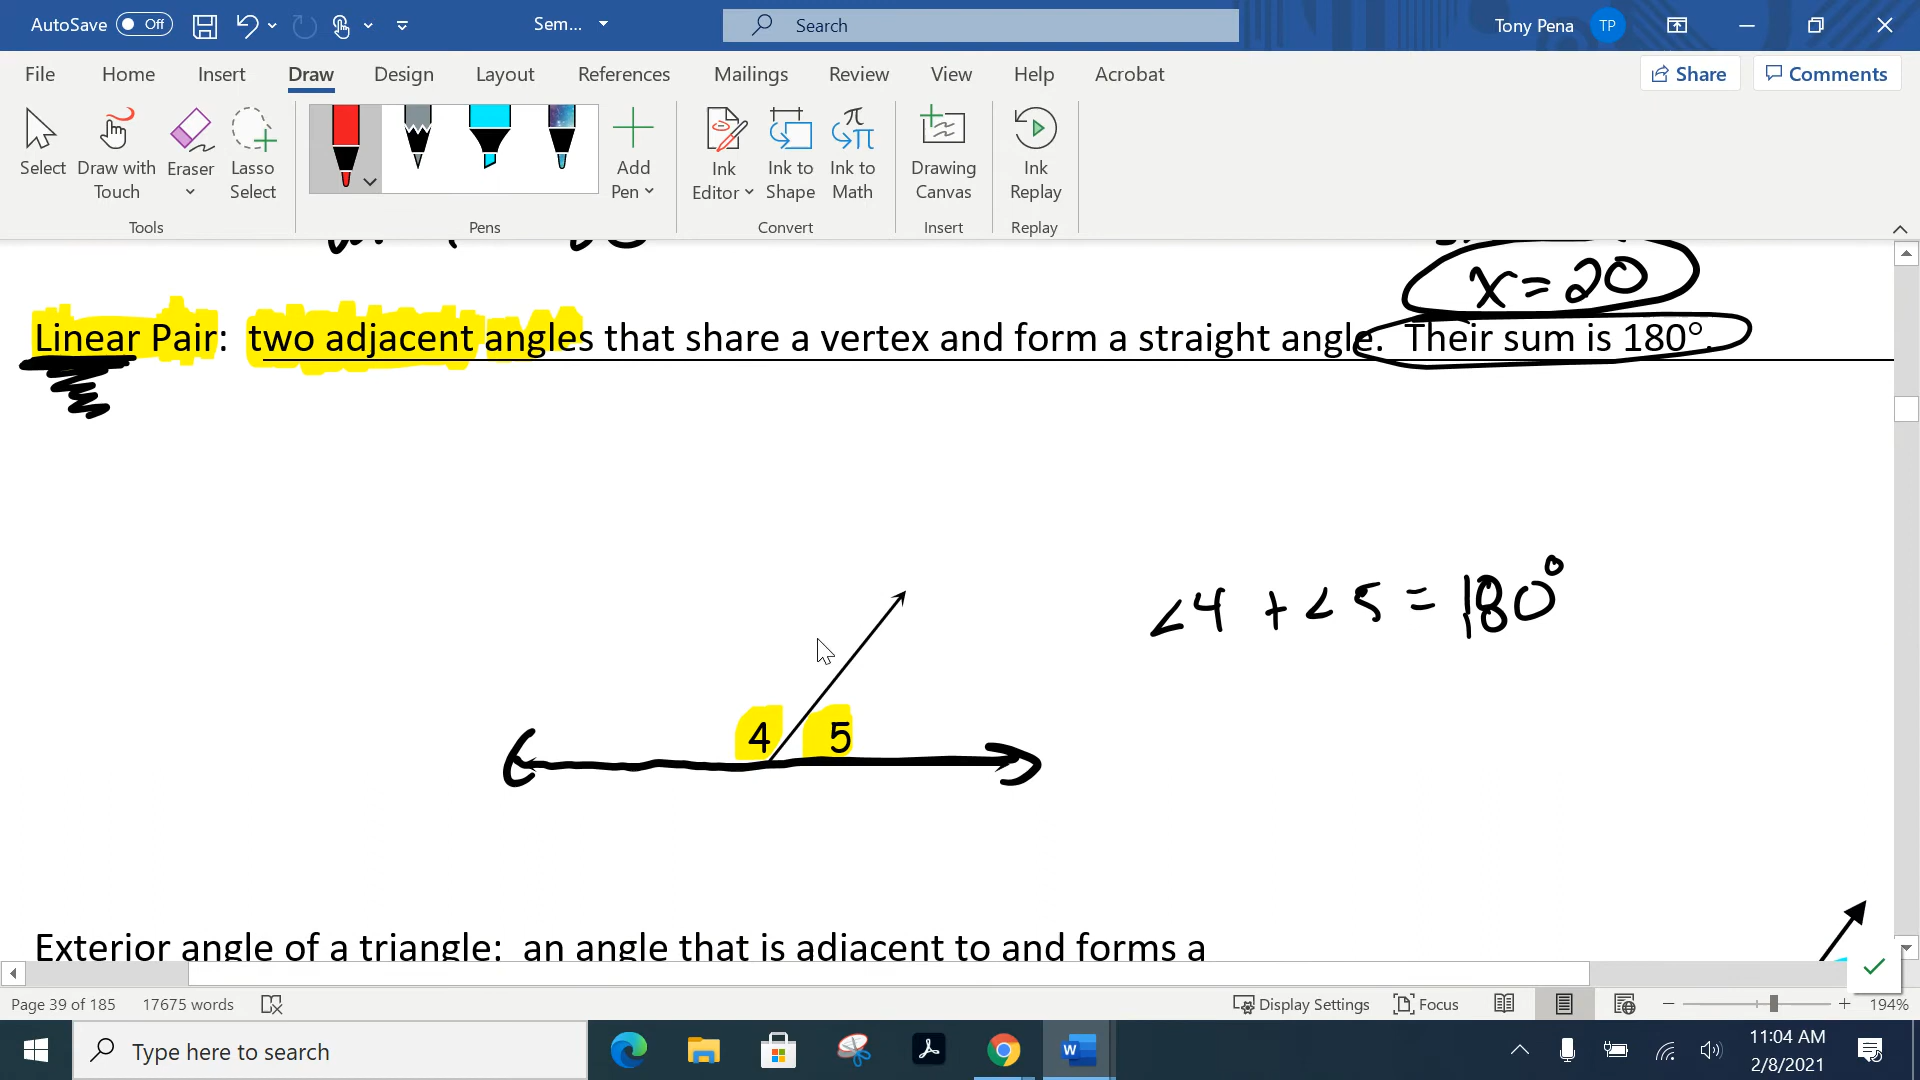 AutoSave Off Sem... Search Tony Pena TP
File Home Insert Draw Design Layout References Mailings Review View Help Acrobat Share Comments
Select Draw with Touch Eraser Lasso Select Add Pen Ink Editor Ink to Shape Ink to Math Drawing Canvas Ink Replay
Tools Pens Convert Insert Replay
x = 20
Linear Pair: two adjacent angles that share a vertex and form a straight angle. Their sum is 180°.
∠4 + ∠5 = 180°
4 5
Exterior angle of a triangle: an angle that is adjacent to and forms a
Page 39 of 185 17675 words Display Settings Focus 194%
Type here to search 11:04 AM
2/8/2021